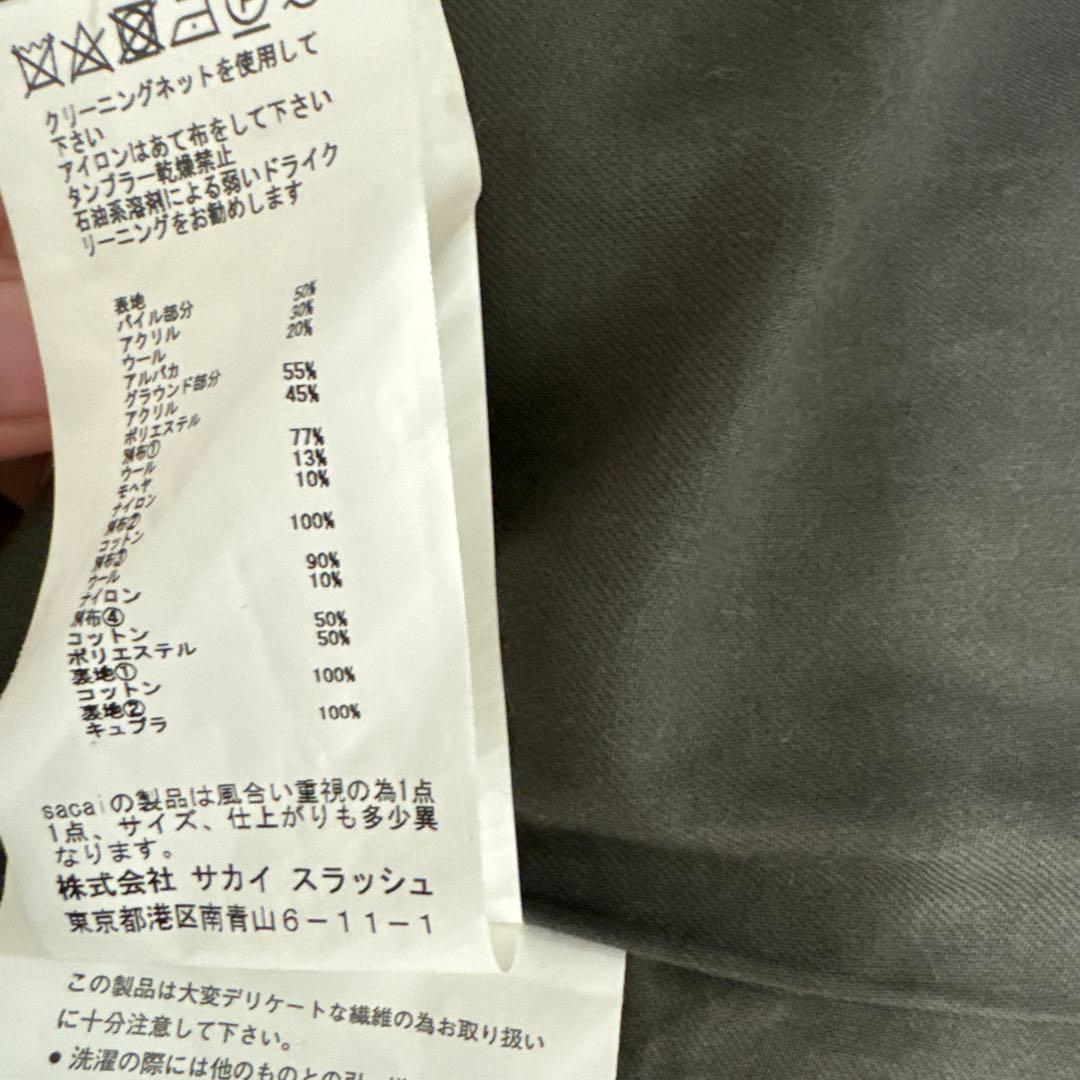 クリーニングネットを使用して
下さい
アイロンはあて布をして下さい
タンブラー乾燥禁止
石油系溶剤による弱いドライク
リーニングをお勧めします
表地
パイル部分
アクリル 50%
ウール 30%
アルパカ 20%
グラウンド部分
アクリル 55%
ポリエステル 45%
別布①
ウール 77%
モヘヤ 13%
ナイロン 10%
別布②
コットン 100%
別布③
ウール 90%
ナイロン 10%
別布④
コットン 50%
ポリエステル 50%
裏地①
コットン 100%
裏地②
キュプラ 100%
sacaiの製品は風合い重視の為1点
1点、サイズ、仕上がりも多少異
なります。
株式会社 サカイ スラッシュ
東京都港区南青山6-11-1
この製品は大変デリケートな繊維の為お取り扱い
に十分注意して下さい。
● 洗濯の際には他のものとの引